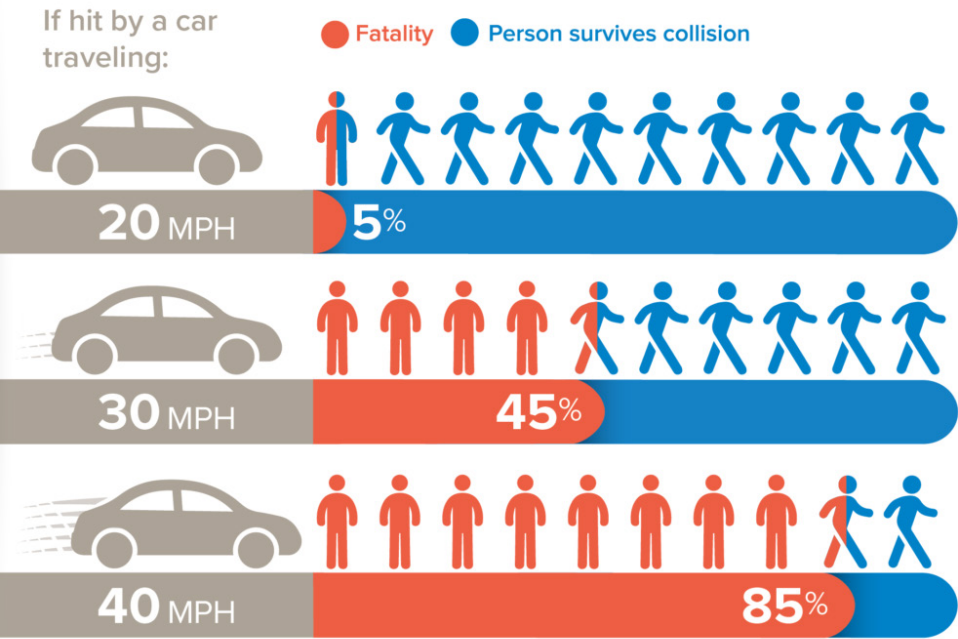 If hit by a car
traveling:
Fatality
Person survives collision
20 MPH
5%
30 MPH
45%
40 MPH
85%